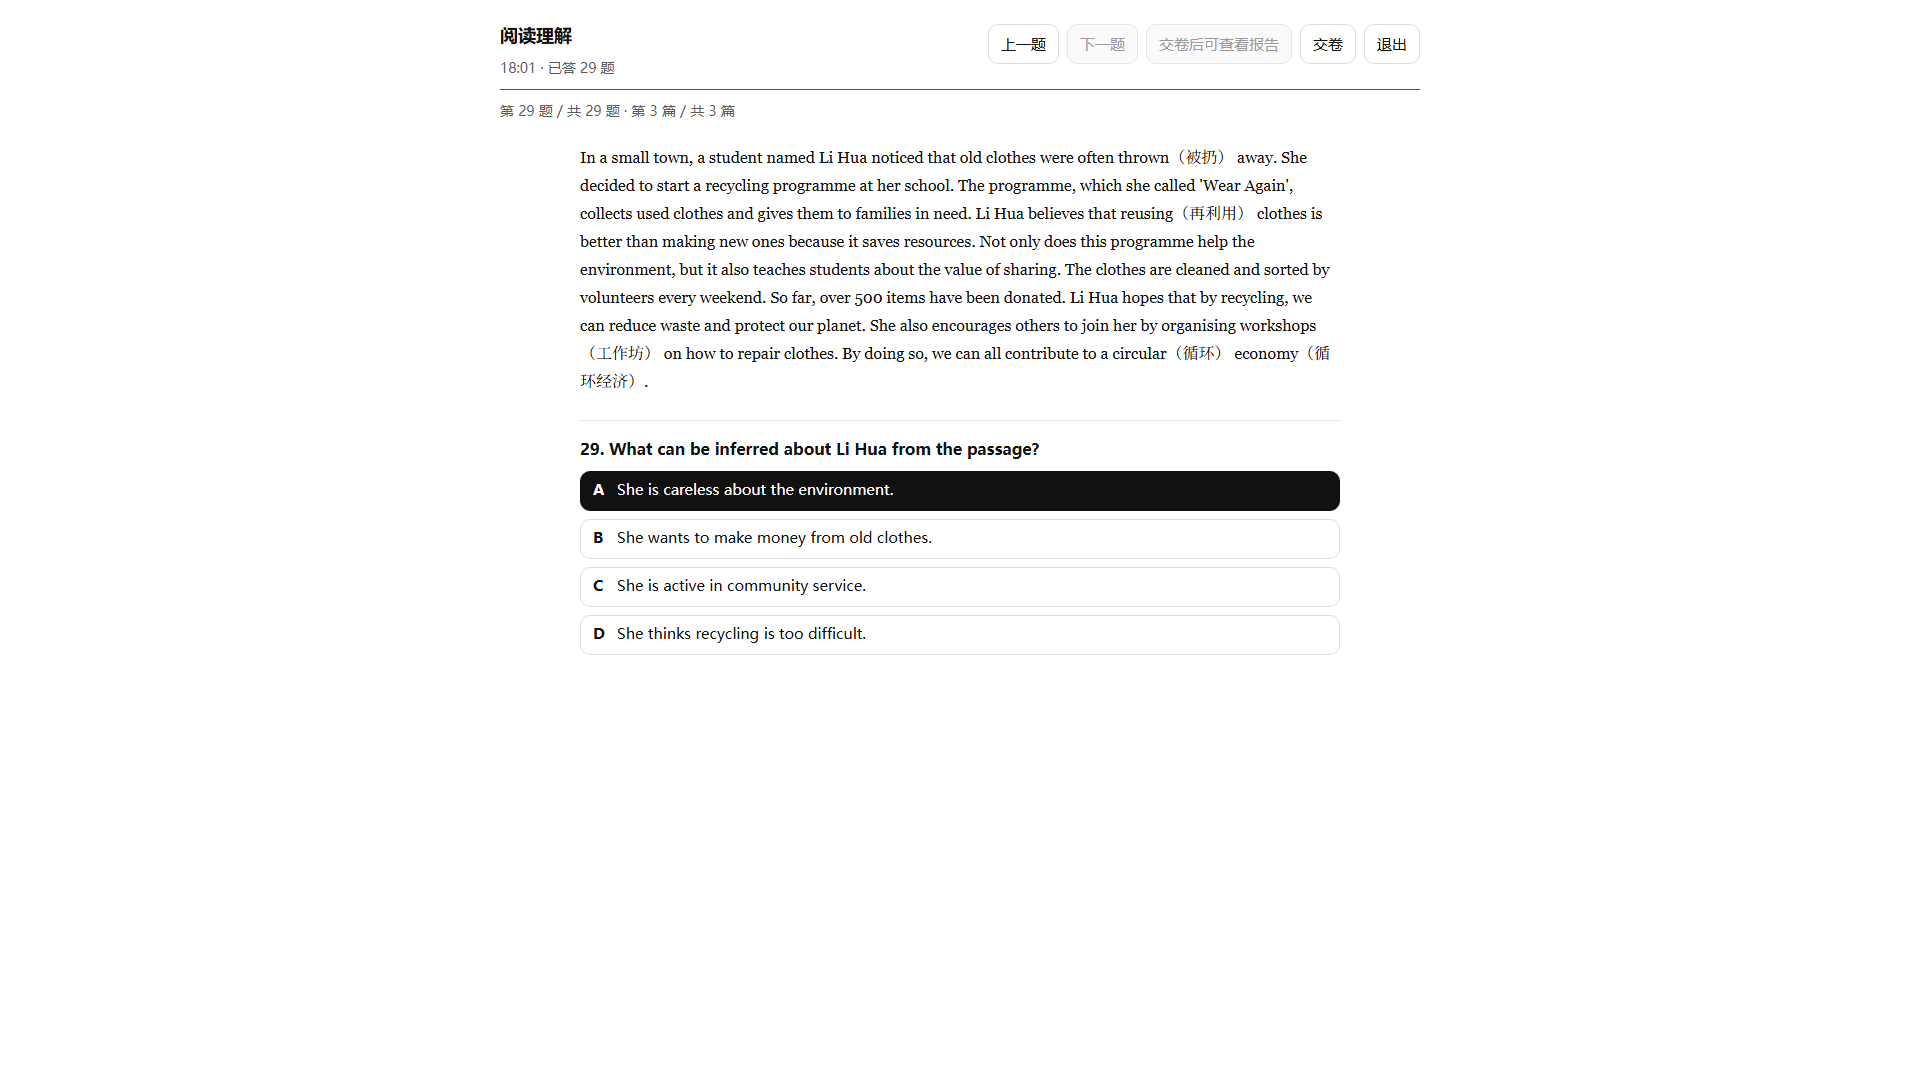 阅读理解
18:01 · 已答 29 题
上一题
下一题
交卷后可查看报告
交卷
退出
第 29 题 / 共 29 题 · 第 3 篇 / 共 3 篇
In a small town, a student named Li Hua noticed that old clothes were often thrown（被扔） away. She
decided to start a recycling programme at her school. The programme, which she called 'Wear Again',
collects used clothes and gives them to families in need. Li Hua believes that reusing（再利用） clothes is
better than making new ones because it saves resources. Not only does this programme help the
environment, but it also teaches students about the value of sharing. The clothes are cleaned and sorted by
volunteers every weekend. So far, over 500 items have been donated. Li Hua hopes that by recycling, we
can reduce waste and protect our planet. She also encourages others to join her by organising workshops
（工作坊） on how to repair clothes. By doing so, we can all contribute to a circular（循环） economy（循
环经济）.
29. What can be inferred about Li Hua from the passage?
A She is careless about the environment.
B She wants to make money from old clothes.
C She is active in community service.
D She thinks recycling is too difficult.